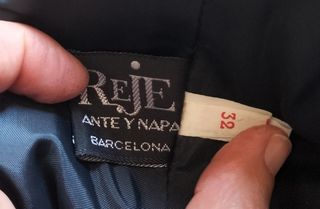 REJE
ANTE Y NAPA
BARCELONA
32